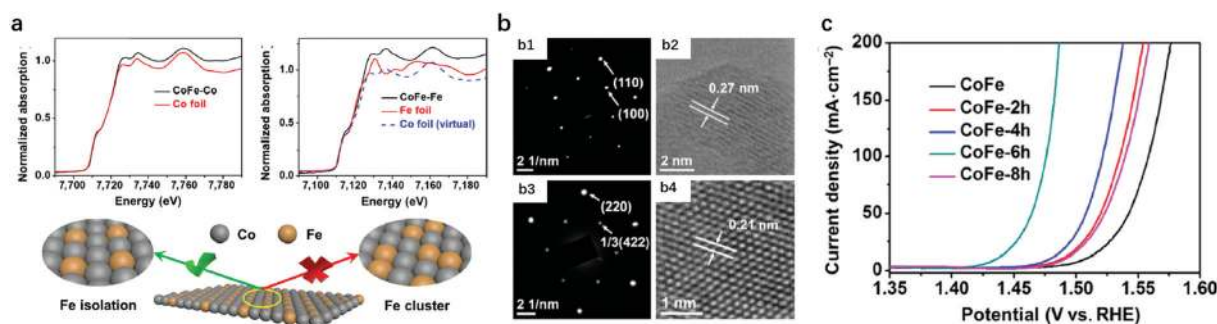 a
Normalized absorption
1.0
0.5
0.0
CoFe-Co
Co foil
7,700 7,720 7,740 7,760 7,780
Energy (eV)
Normalized absorption
1.0
0.5
0.0
CoFe-Fe
Fe foil
Co foil (virtual)
7,100 7,120 7,140 7,160 7,180
Energy (eV)
Co
Fe
Fe isolation
Fe cluster
b
b1
(110)
(100)
2 1/nm
b2
0.27 nm
2 nm
b3
(220)
1/3(422)
2 1/nm
b4
0.21 nm
1 nm
c
Current density (mA·cm⁻²)
200
150
100
50
0
CoFe
CoFe-2h
CoFe-4h
CoFe-6h
CoFe-8h
1.35 1.40 1.45 1.50 1.55 1.60
Potential (V vs. RHE)